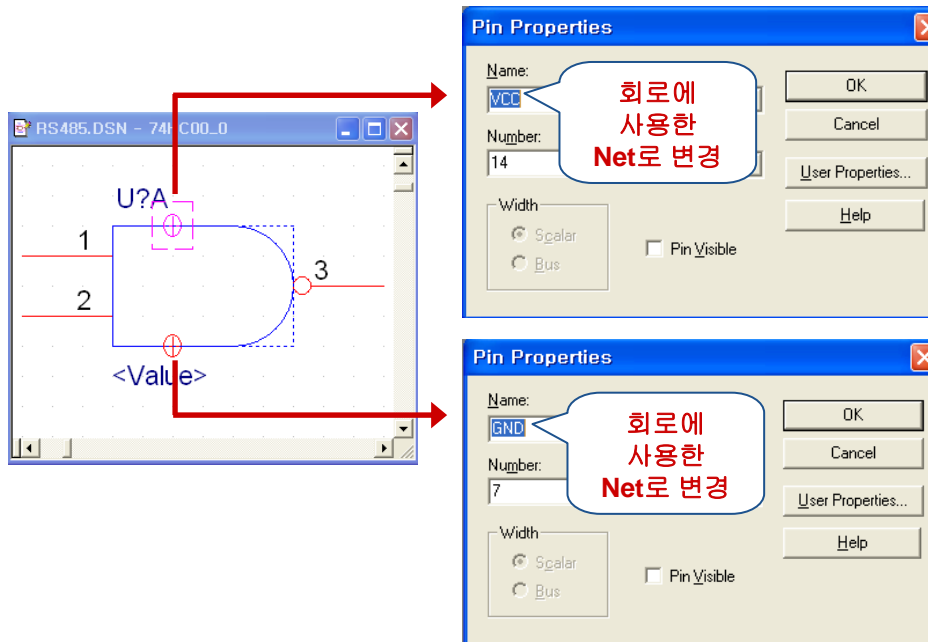 RS485.DSN - 74HC00_0
U?A
1
2
3
<Value>
Pin Properties
Name:
VCC
Number:
14
Width
Scalar
Bus
Pin Visible
OK
Cancel
User Properties...
Help
회로에
사용한
Net로 변경
Pin Properties
Name:
GND
Number:
7
Width
Scalar
Bus
Pin Visible
OK
Cancel
User Properties...
Help
회로에
사용한
Net로 변경